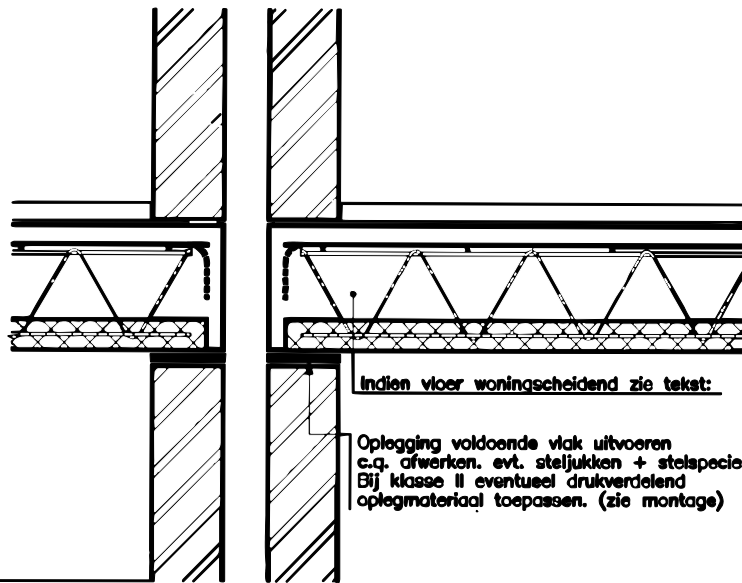 Indien vloer woningscheidend zie tekst:
Oplegging voldoende vlak uitvoeren
c.q. afwerken. evt. steljukken + stelspecie
Bij klasse II eventueel drukverdelend
oplegmateriaal toepassen. (zie montage)